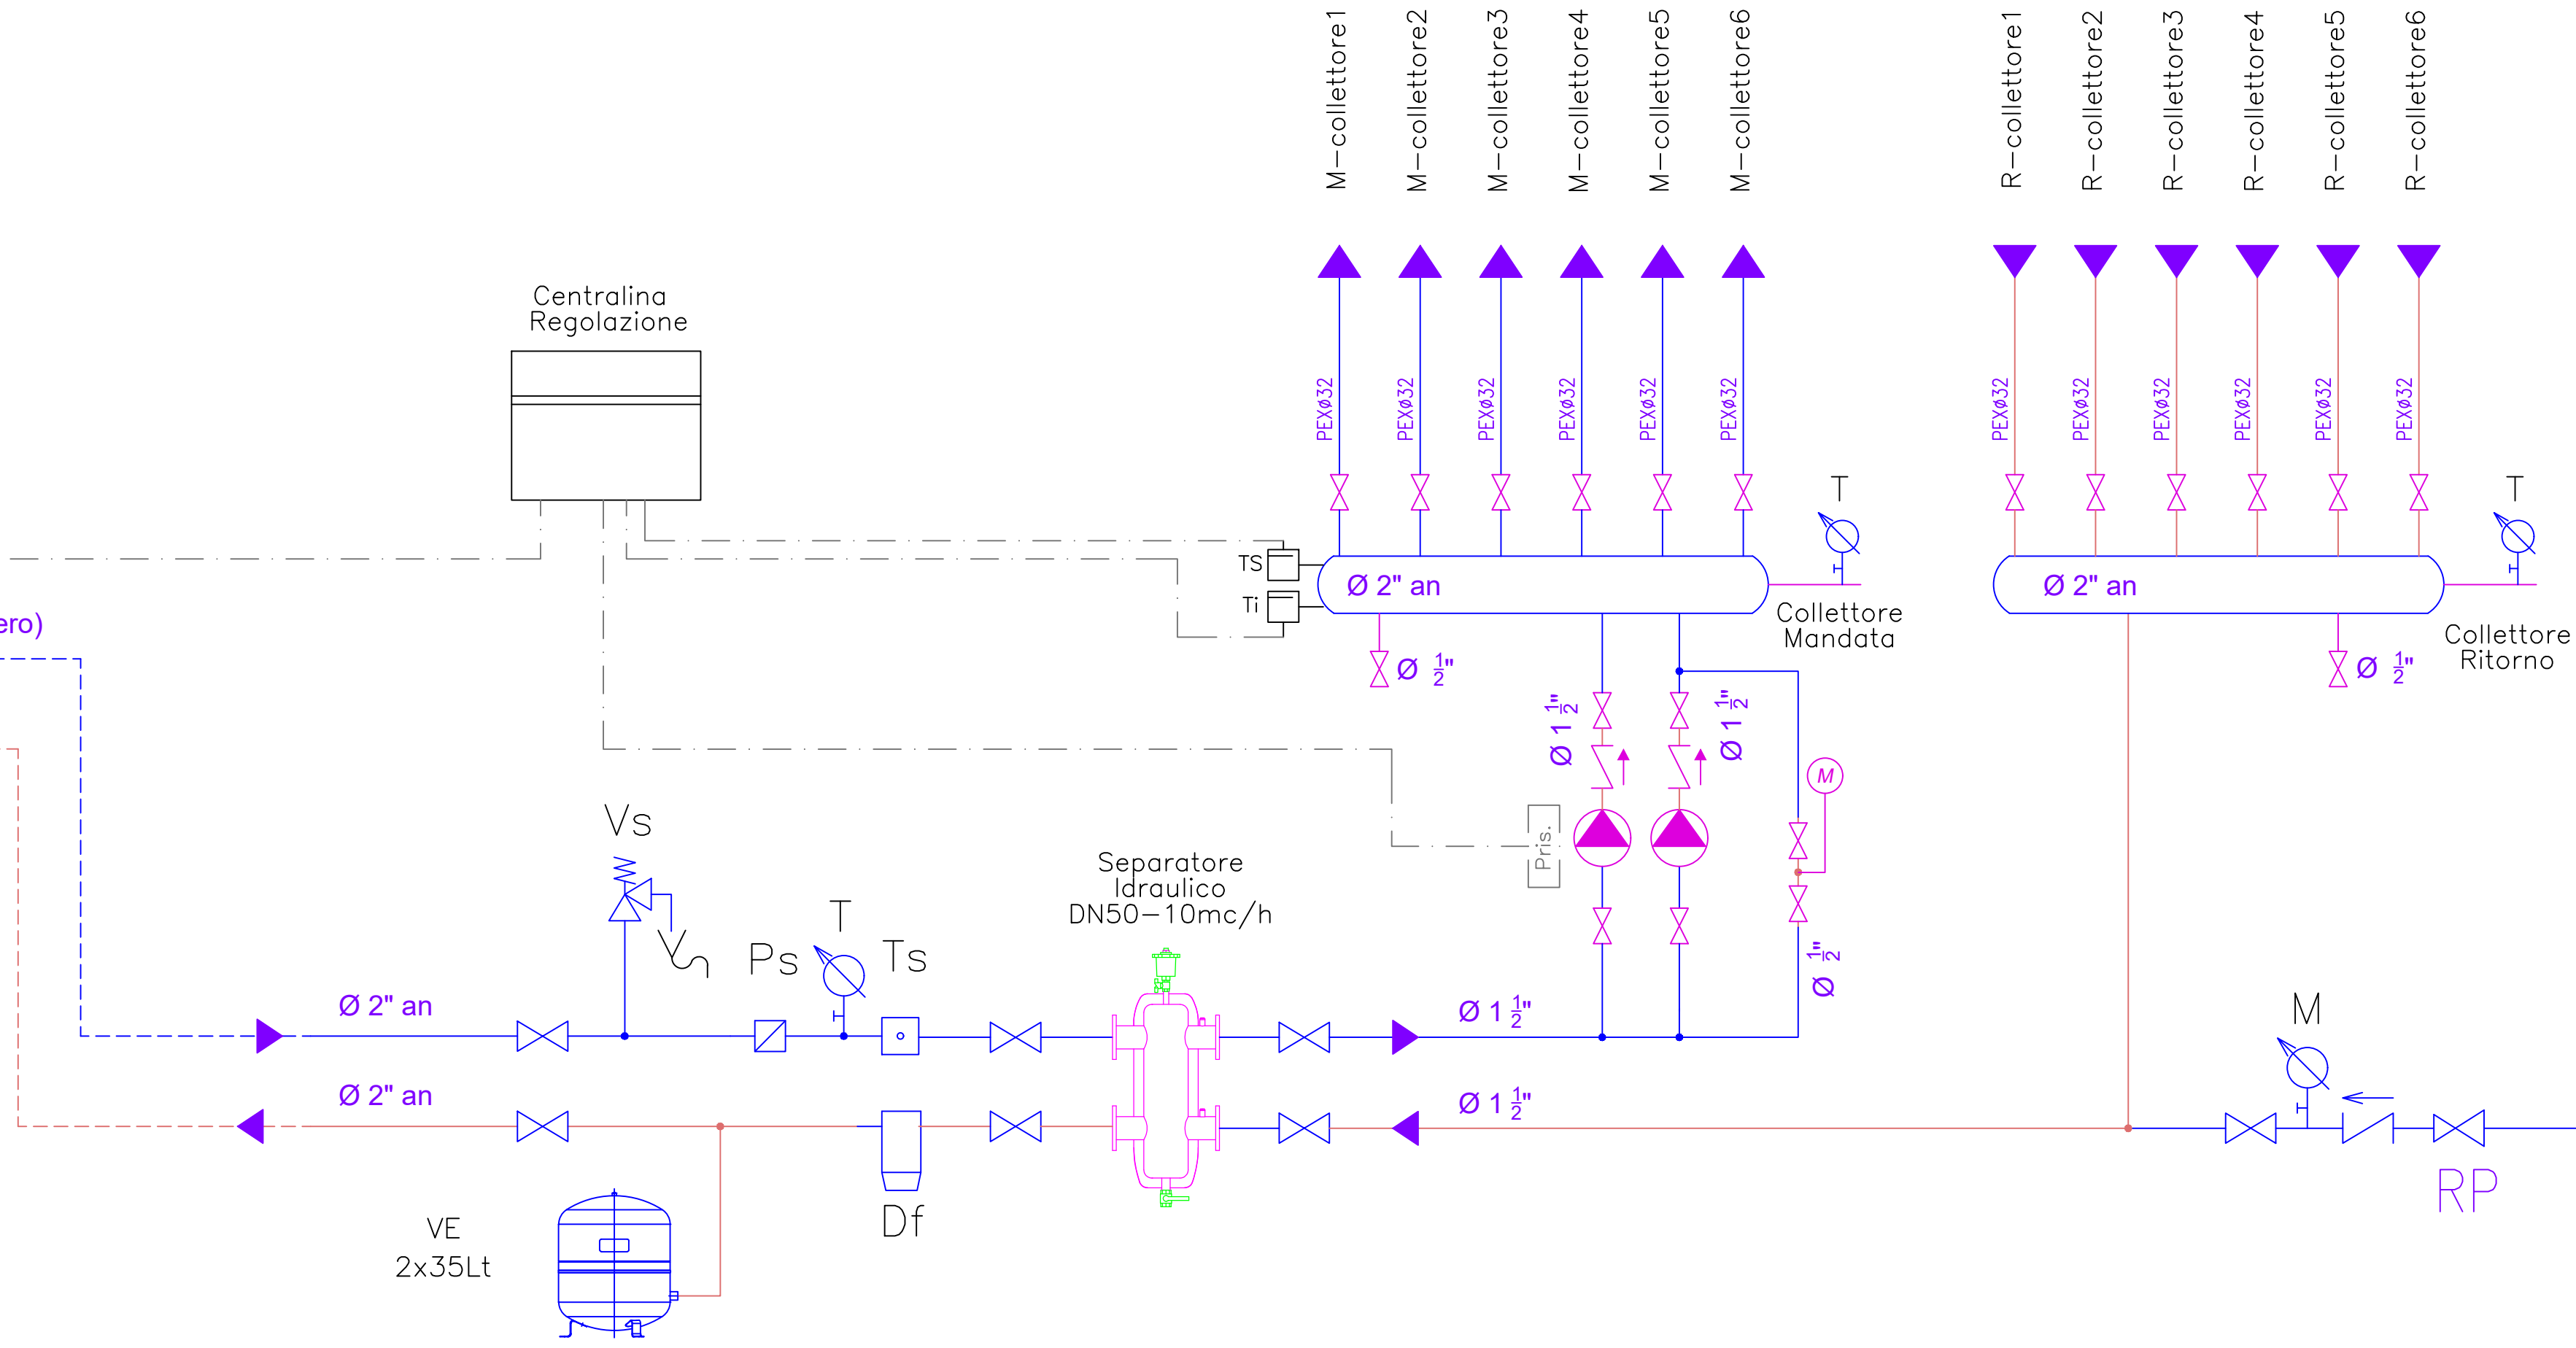 M-collettore1
M-collettore2
M-collettore3
M-collettore4
M-collettore5
M-collettore6
R-collettore1
R-collettore2
R-collettore3
R-collettore4
R-collettore5
R-collettore6
Centralina
Regolazione
PEXø32
PEXø32
PEXø32
PEXø32
PEXø32
PEXø32
PEXø32
PEXø32
PEXø32
PEXø32
PEXø32
PEXø32
T
T
TS
Ti
Ø 2" an
Ø 2" an
Collettore
Mandata
Collettore
Ritorno
ero)
Ø 1/2"
Ø 1/2"
Ø 1 1/2"
Ø 1 1/2"
M
Pris.
Vs
Separatore
Idraulico
DN50-10mc/h
Ps
T
Ts
Ø 1/2"
Ø 2" an
Ø 1 1/2"
M
Ø 2" an
Ø 1 1/2"
RP
Df
VE
2x35Lt